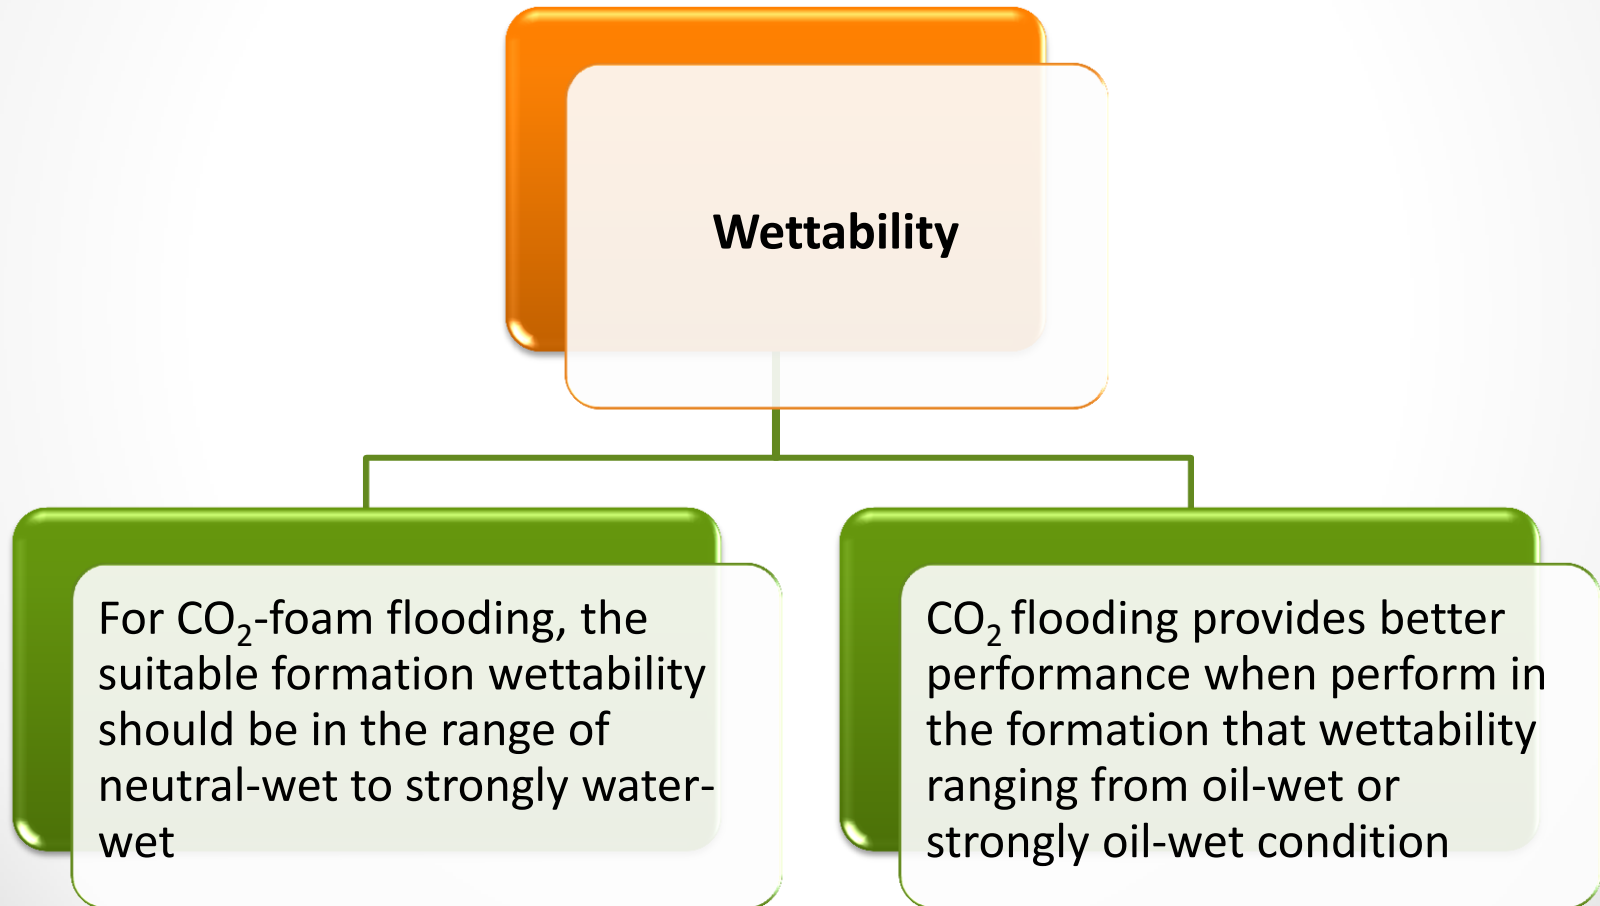 Wettability
For CO₂-foam flooding, the
suitable formation wettability
should be in the range of
neutral-wet to strongly water-
wet
CO₂ flooding provides better
performance when perform in
the formation that wettability
ranging from oil-wet or
strongly oil-wet condition